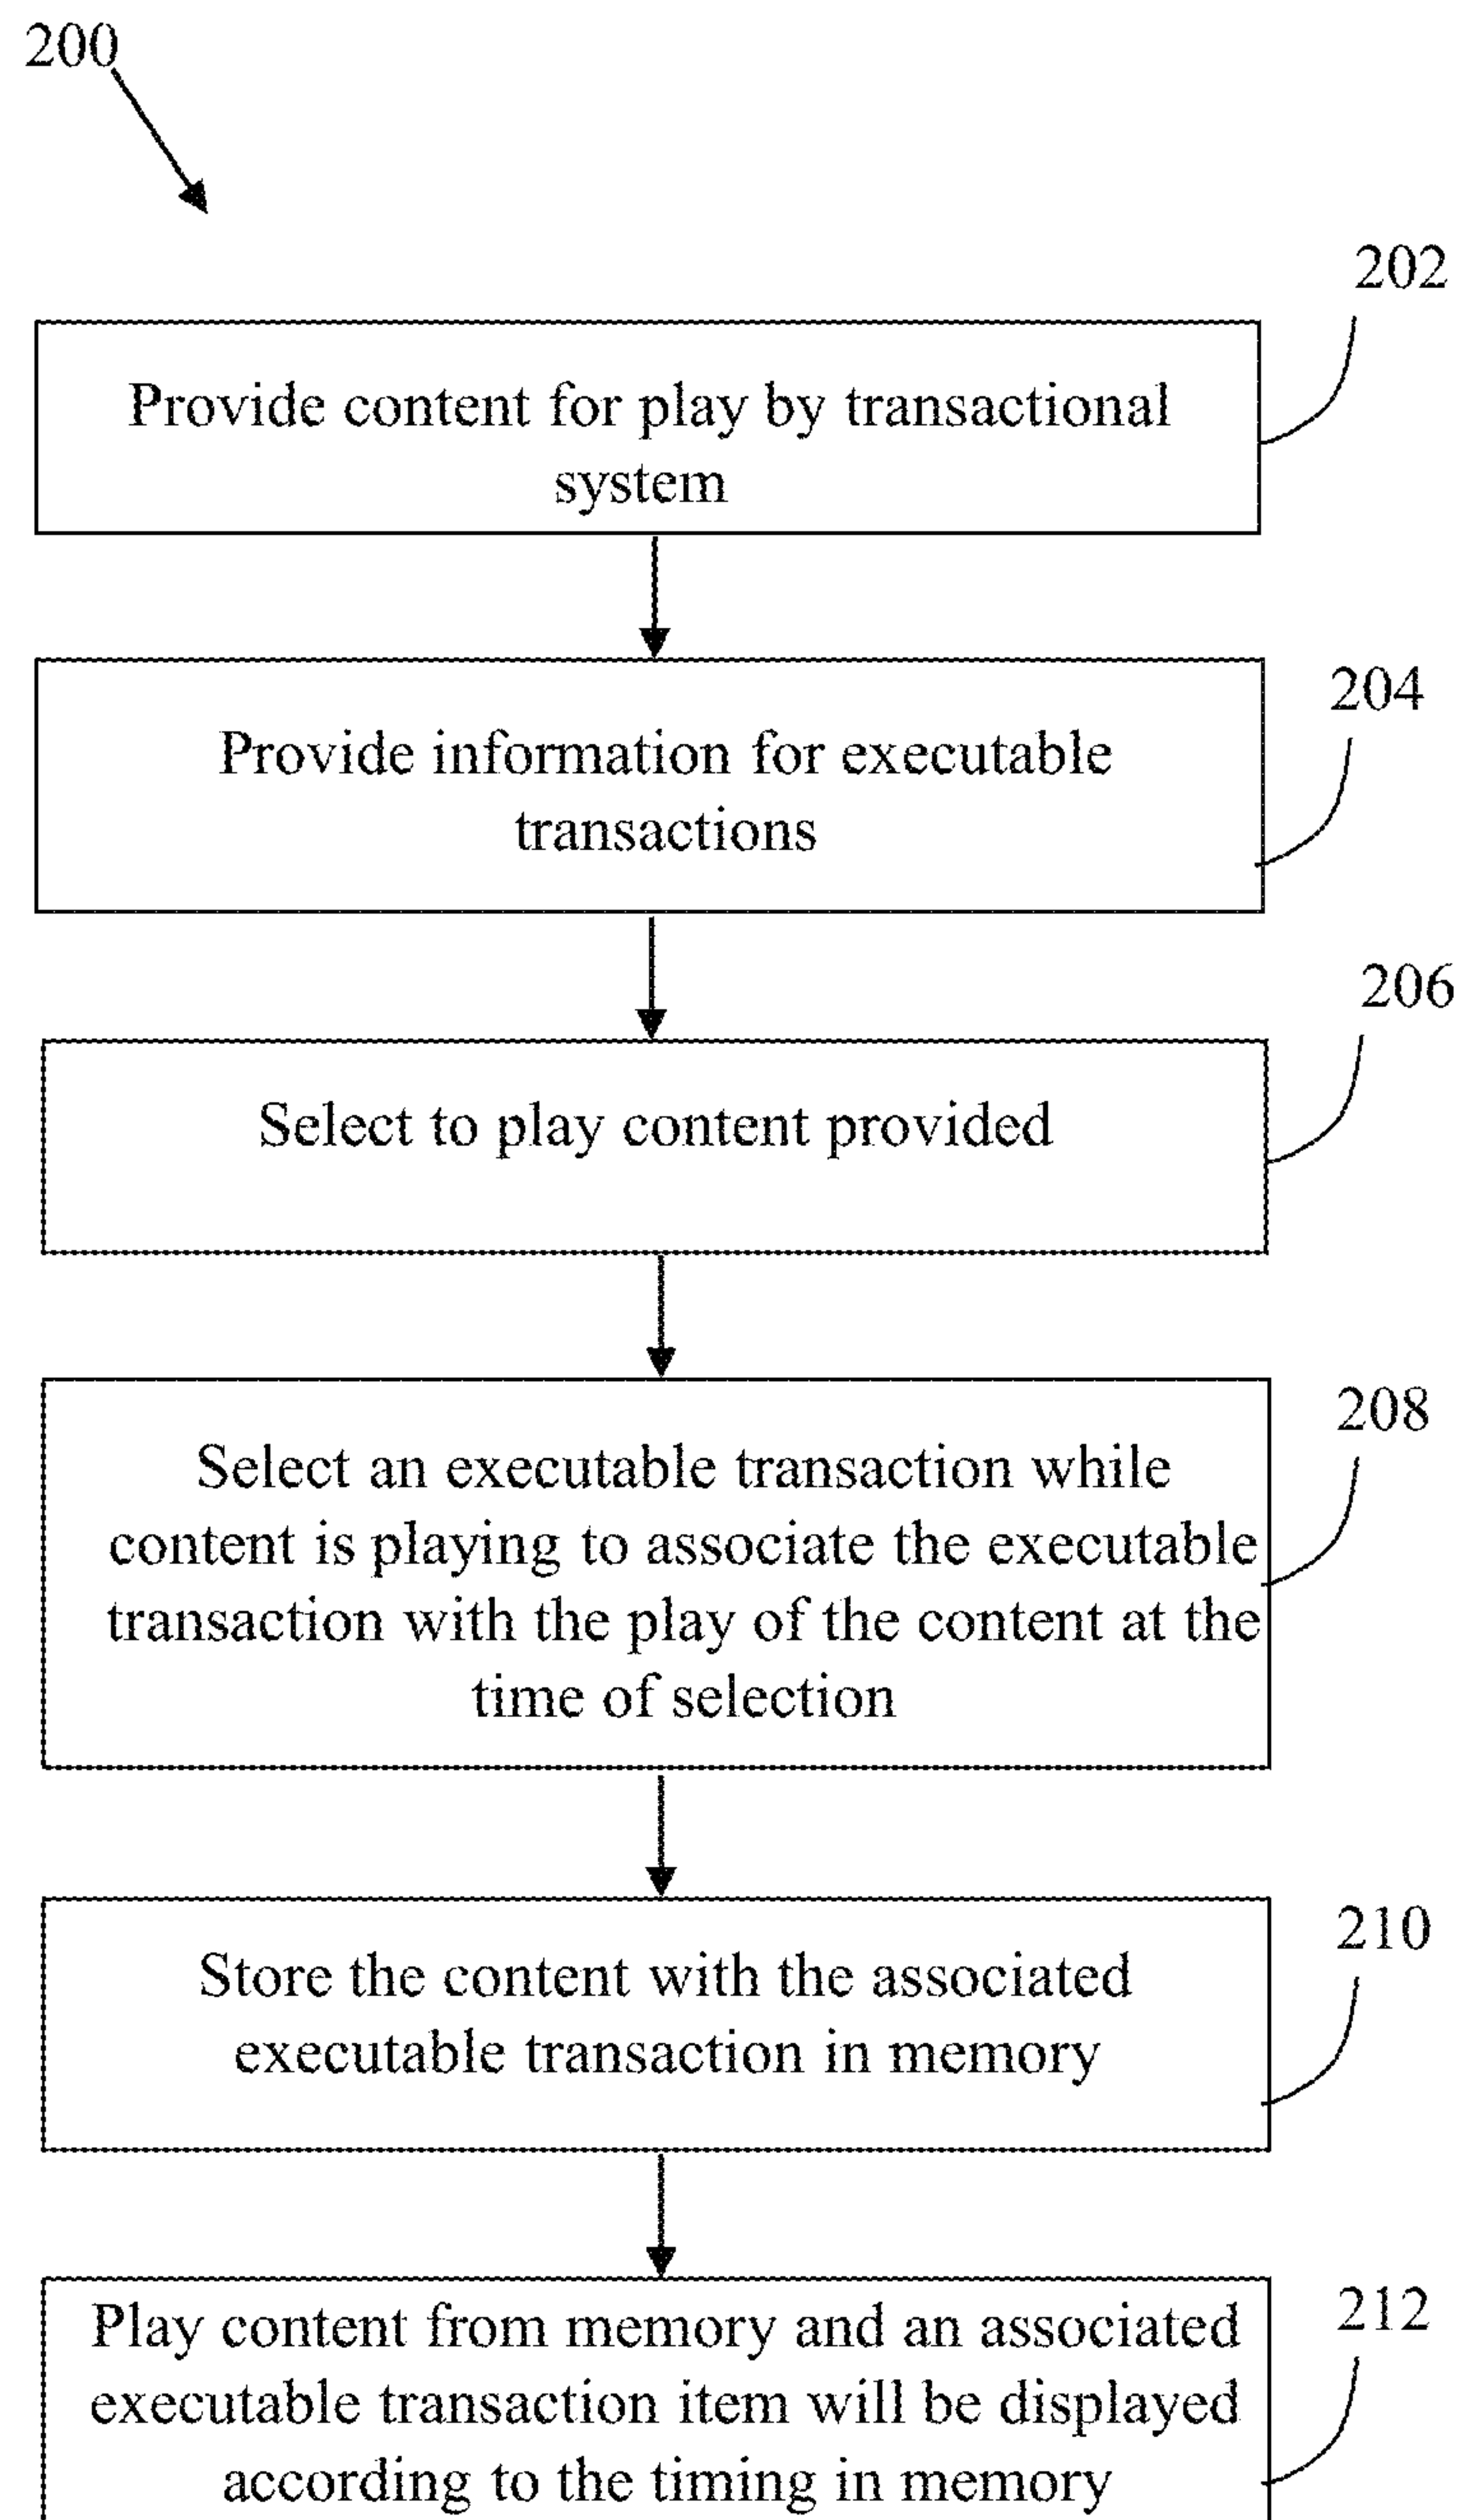 200
202
Provide content for play by transactional
system
204
Provide information for executable
transactions
206
Select to play content provided
208
Select an executable transaction while
content is playing to associate the executable
transaction with the play of the content at the
time of selection
210
Store the content with the associated
executable transaction in memory
212
Play content from memory and an associated
executable transaction item will be displayed
according to the timing in memory